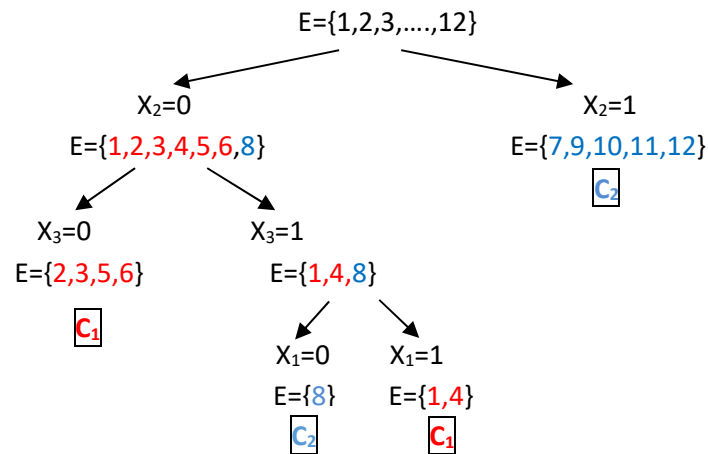 E={1,2,3,....,12}
X₂=0 X₂=1
E={1,2,3,4,5,6,8} E={7,9,10,11,12}
C₂
X₃=0 X₃=1
E={2,3,5,6} E={1,4,8}
C₁
X₁=0 X₁=1
E={8} E={1,4}
C₂ C₁